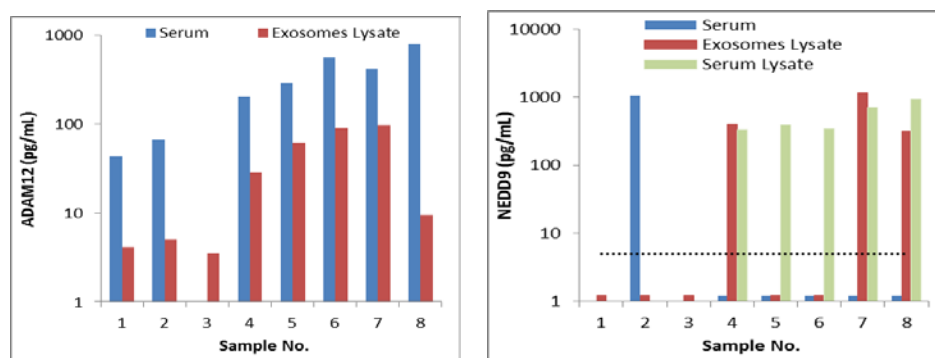 Serum Exosomes Lysate
1000
100
10
1
ADAM12 (pg/mL)
1 2 3 4 5 6 7 8
Sample No.
Serum
Exosomes Lysate
Serum Lysate
10000
1000
100
10
1
NEDD9 (pg/mL)
1 2 3 4 5 6 7 8
Sample No.